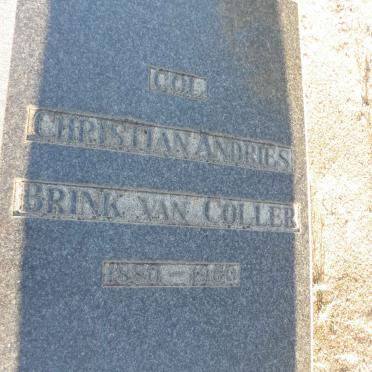 COL.
CHRISTIAN ANDRIES
BRINK VAN COLLER